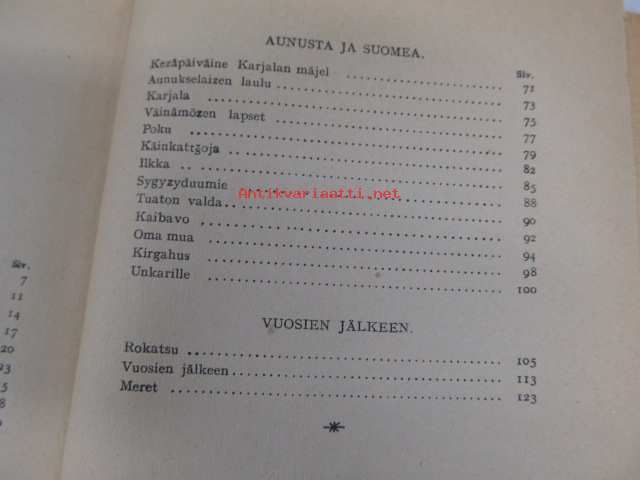 AUNUSTA JA SUOMEA.
Siv.
Kezäpäiväine Karjalan mäjel 71
Aunukselaizen laulu 73
Karjala 75
Väinämözen lapset 77
Poku 79
Käinkattšoja 82
Ilkka 85
Sygyzyduumie 88
Tuaton valda 90
Kaibavo 92
Oma mua 94
Kirgahus 98
Unkarille 100
VUOSIEN JÄLKEEN.
Rokatsu 105
Vuosien jälkeen 113
Meret 123
Siv.
7
11
14
17
20
23
5
8
Antikvariaatti.net